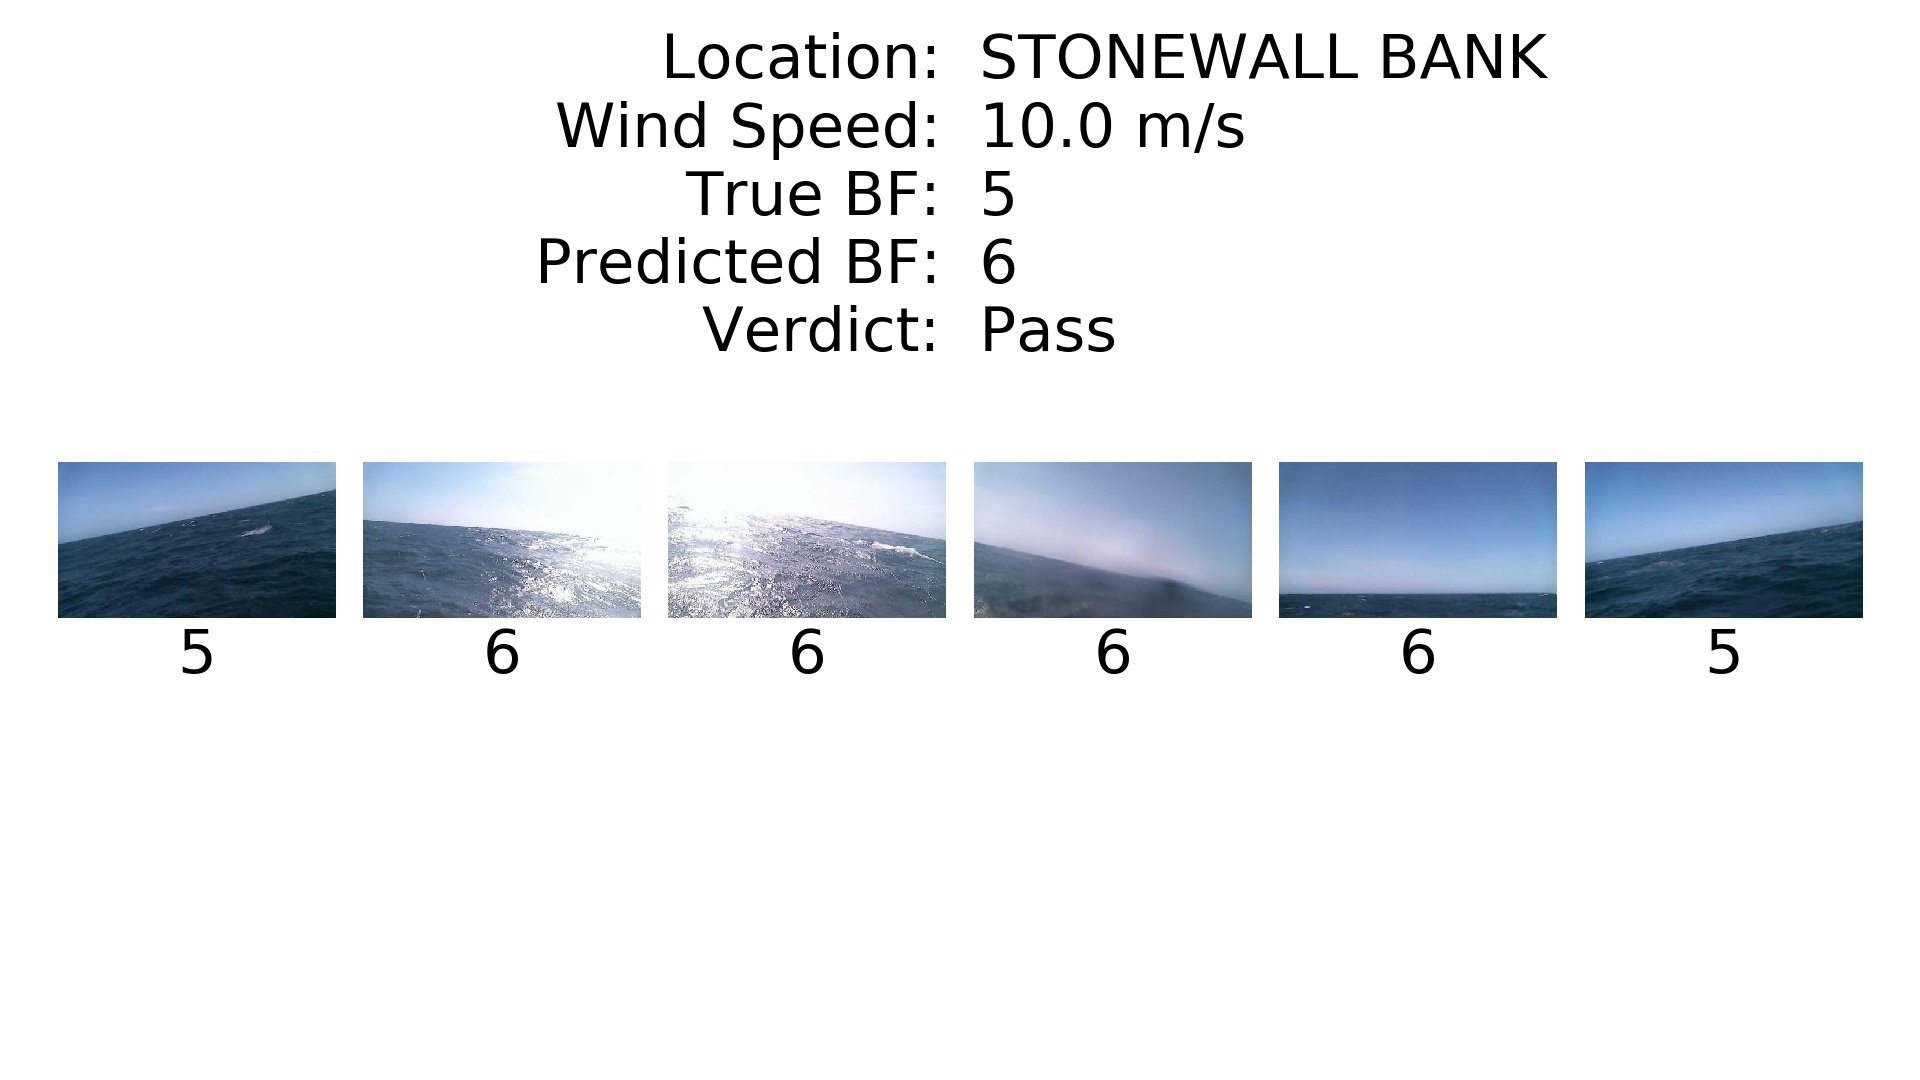 Location: STONEWALL BANK
Wind Speed: 10.0 m/s
True BF: 5
Predicted BF: 6
Verdict: Pass
5 6 6 6 6 5